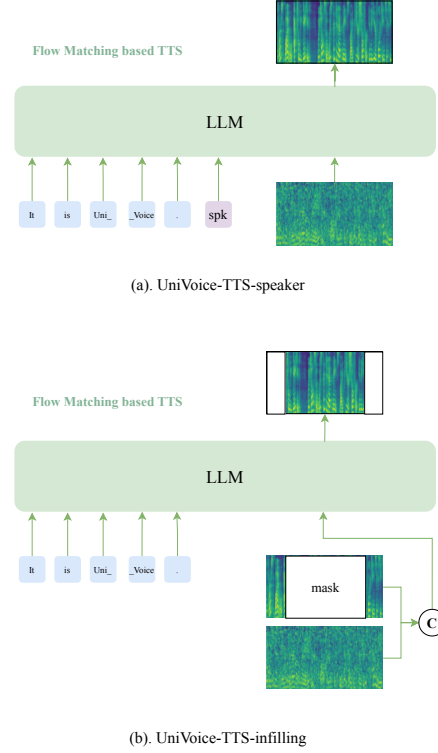 Flow Matching based TTS
LLM
It is Uni_ _Voice . spk
(a). UniVoice-TTS-speaker
Flow Matching based TTS
LLM
It is Uni_ _Voice .
mask
C
(b). UniVoice-TTS-infilling